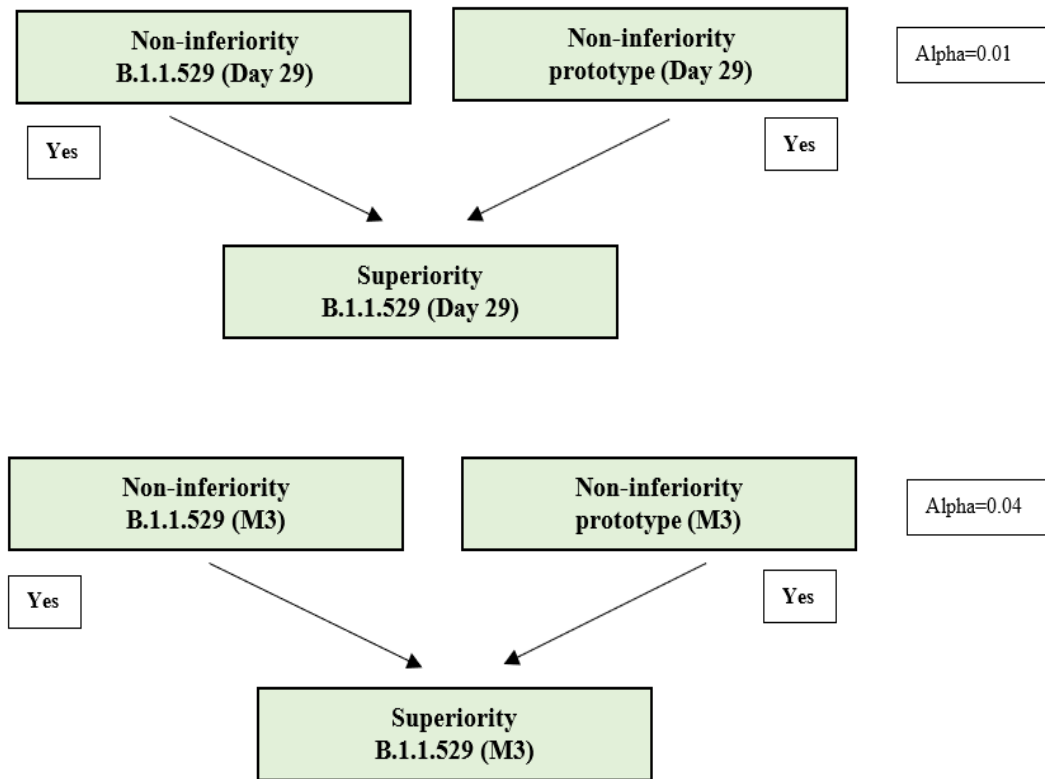 Non-inferiority
B.1.1.529 (Day 29)
Non-inferiority
prototype (Day 29)
Alpha=0.01
Yes
Yes
Superiority
B.1.1.529 (Day 29)
Non-inferiority
B.1.1.529 (M3)
Non-inferiority
prototype (M3)
Alpha=0.04
Yes
Yes
Superiority
B.1.1.529 (M3)